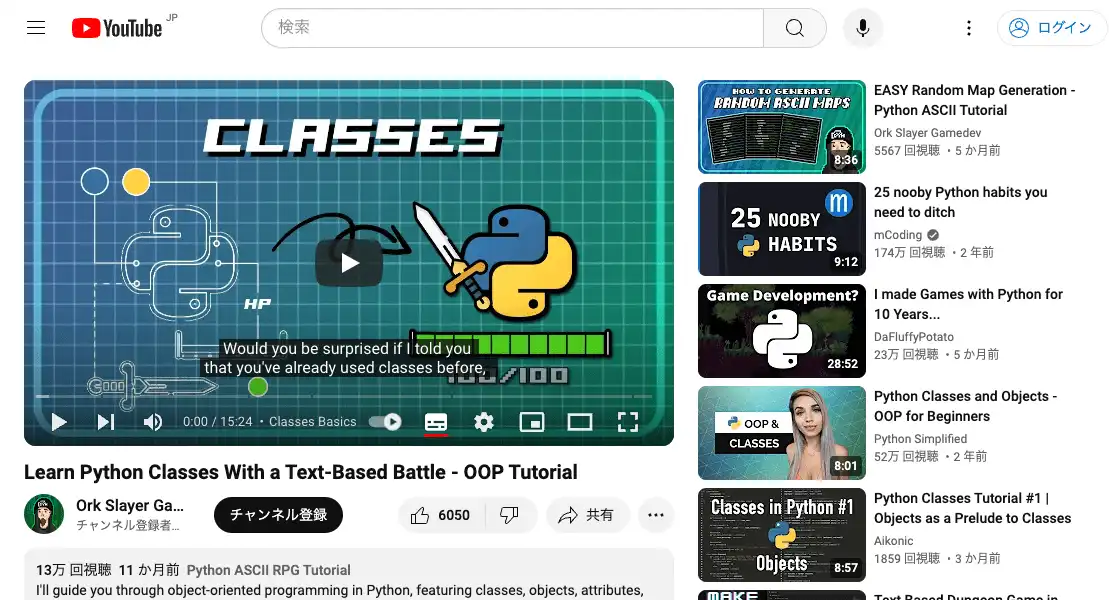 YouTube JP
検索
ログイン
CLASSES
HP
Would you be surprised if I told you
that you've already used classes before,
100/100
0:00 / 15:24 • Classes Basics
Learn Python Classes With a Text-Based Battle - OOP Tutorial
Ork Slayer Ga...
チャンネル登録者...
チャンネル登録
6050
共有
13万 回視聴 11 か月前 Python ASCII RPG Tutorial
I'll guide you through object-oriented programming in Python, featuring classes, objects, attributes,
HOW TO GENERATE
RANDOM ASCII MAPS
8:36
EASY Random Map Generation -
Python ASCII Tutorial
Ork Slayer Gamedev
5567 回視聴 ・5 か月前
25 NOOBY
HABITS
m
9:12
25 nooby Python habits you
need to ditch
mCoding
174万 回視聴 ・2 年前
Game Development?
28:52
I made Games with Python for
10 Years...
DaFluffyPotato
23万 回視聴 ・5 か月前
OOP &
CLASSES
8:01
Python Classes and Objects -
OOP for Beginners
Python Simplified
52万 回視聴 ・2 年前
Classes in Python #1
Objects
8:57
Python Classes Tutorial #1 |
Objects as a Prelude to Classes
Aikonic
1859 回視聴 ・3 か月前
MAKE
Text Based Dungeon Game in